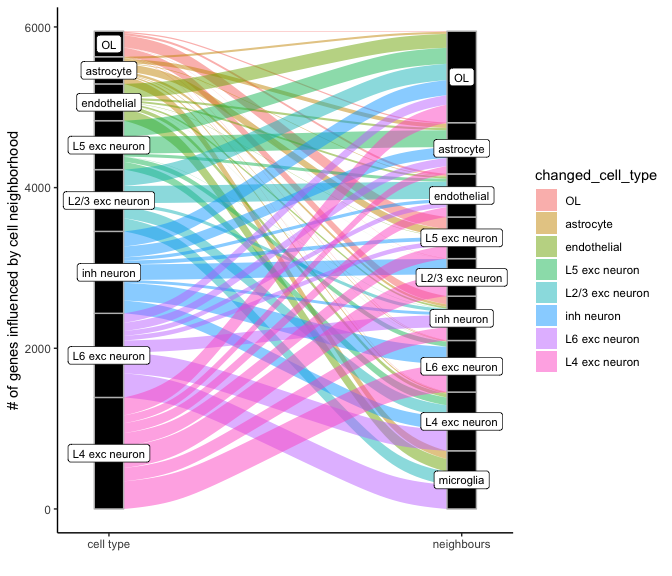 # of genes influenced by cell neighborhood
6000
4000
2000
0
OL
astrocyte
endothelial
L5 exc neuron
L2/3 exc neuron
inh neuron
L6 exc neuron
L4 exc neuron
OL
astrocyte
endothelial
L5 exc neuron
L2/3 exc neuron
inh neuron
L6 exc neuron
L4 exc neuron
microglia
cell type
neighbours
changed_cell_type
OL
astrocyte
endothelial
L5 exc neuron
L2/3 exc neuron
inh neuron
L6 exc neuron
L4 exc neuron